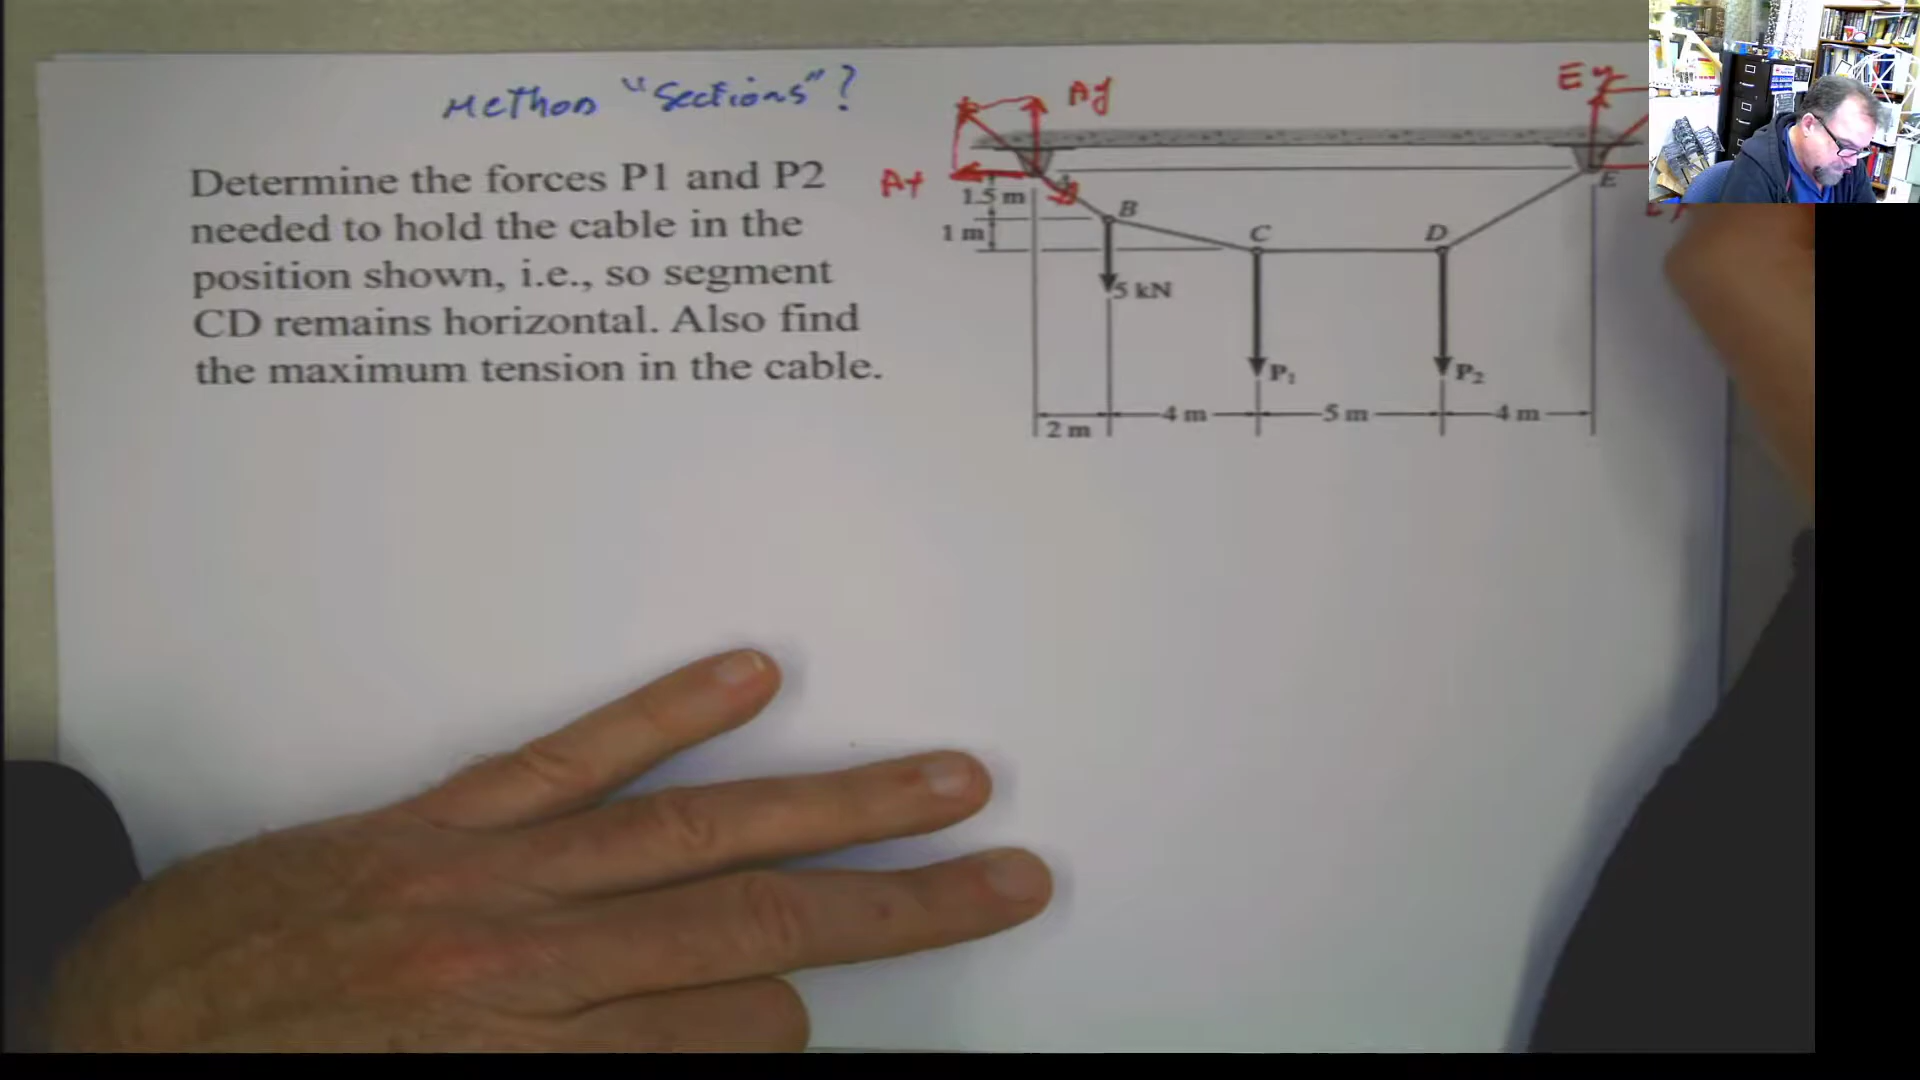 Method "Sections"?
Determine the forces P1 and P2
needed to hold the cable in the
position shown, i.e., so segment
CD remains horizontal. Also find
the maximum tension in the cable.
Ay
Ey
Ax
1.5 m
1 m
B
C
D
E
5 kN
P₁
P₂
2 m
4 m
5 m
4 m